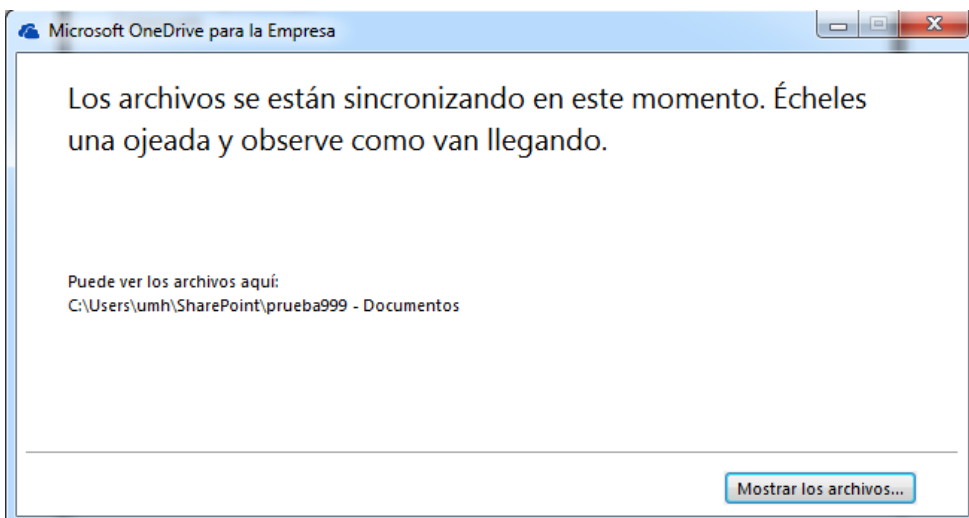 Microsoft OneDrive para la Empresa
Los archivos se están sincronizando en este momento. Écheles
una ojeada y observe como van llegando.
Puede ver los archivos aquí:
C:\Users\umh\SharePoint\prueba999 - Documentos
Mostrar los archivos...